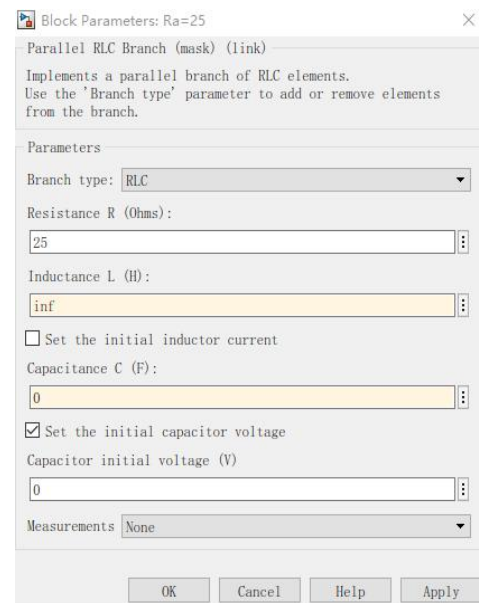 Block Parameters: Ra=25
Parallel RLC Branch (mask) (link)
Implements a parallel branch of RLC elements.
Use the 'Branch type' parameter to add or remove elements
from the branch.
Parameters
Branch type: RLC
Resistance R (Ohms):
25
Inductance L (H):
inf
Set the initial inductor current
Capacitance C (F):
0
Set the initial capacitor voltage
Capacitor initial voltage (V)
0
Measurements None
OK Cancel Help Apply